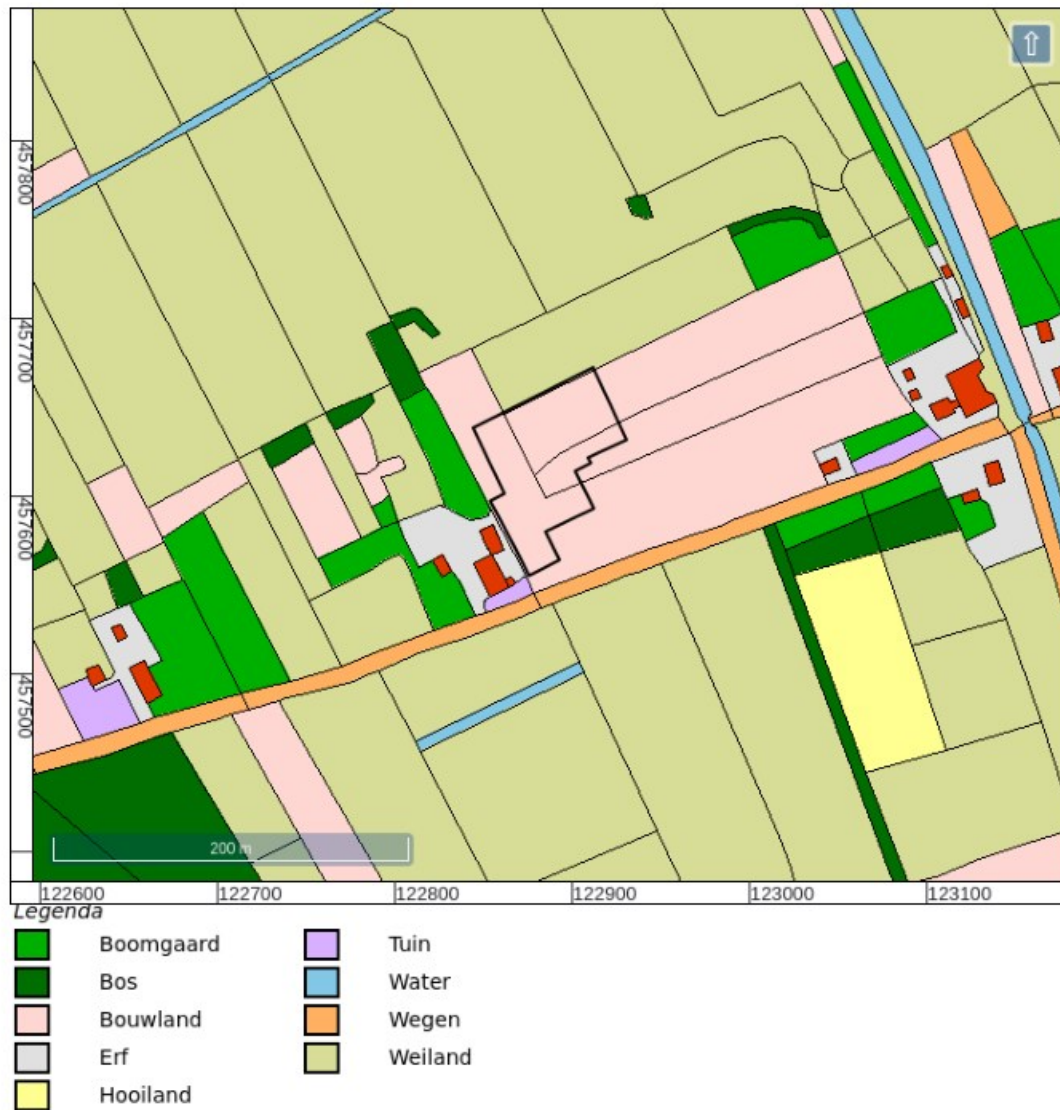 ⇧
457800
457700
457600
457500
200 m
122600 122700 122800 122900 123000 123100
Legenda
Boomgaard Tuin
Bos Water
Bouwland Wegen
Erf Weiland
Hooiland